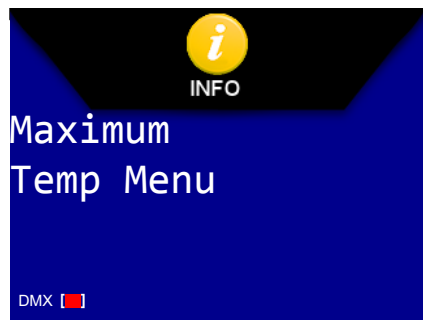 i
INFO
Maximum
Temp Menu
DMX [ ]